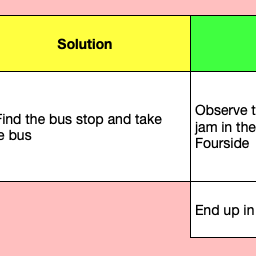 Solution
Find the bus stop and take
bus
Observe
jam in the
Fourside
End up in